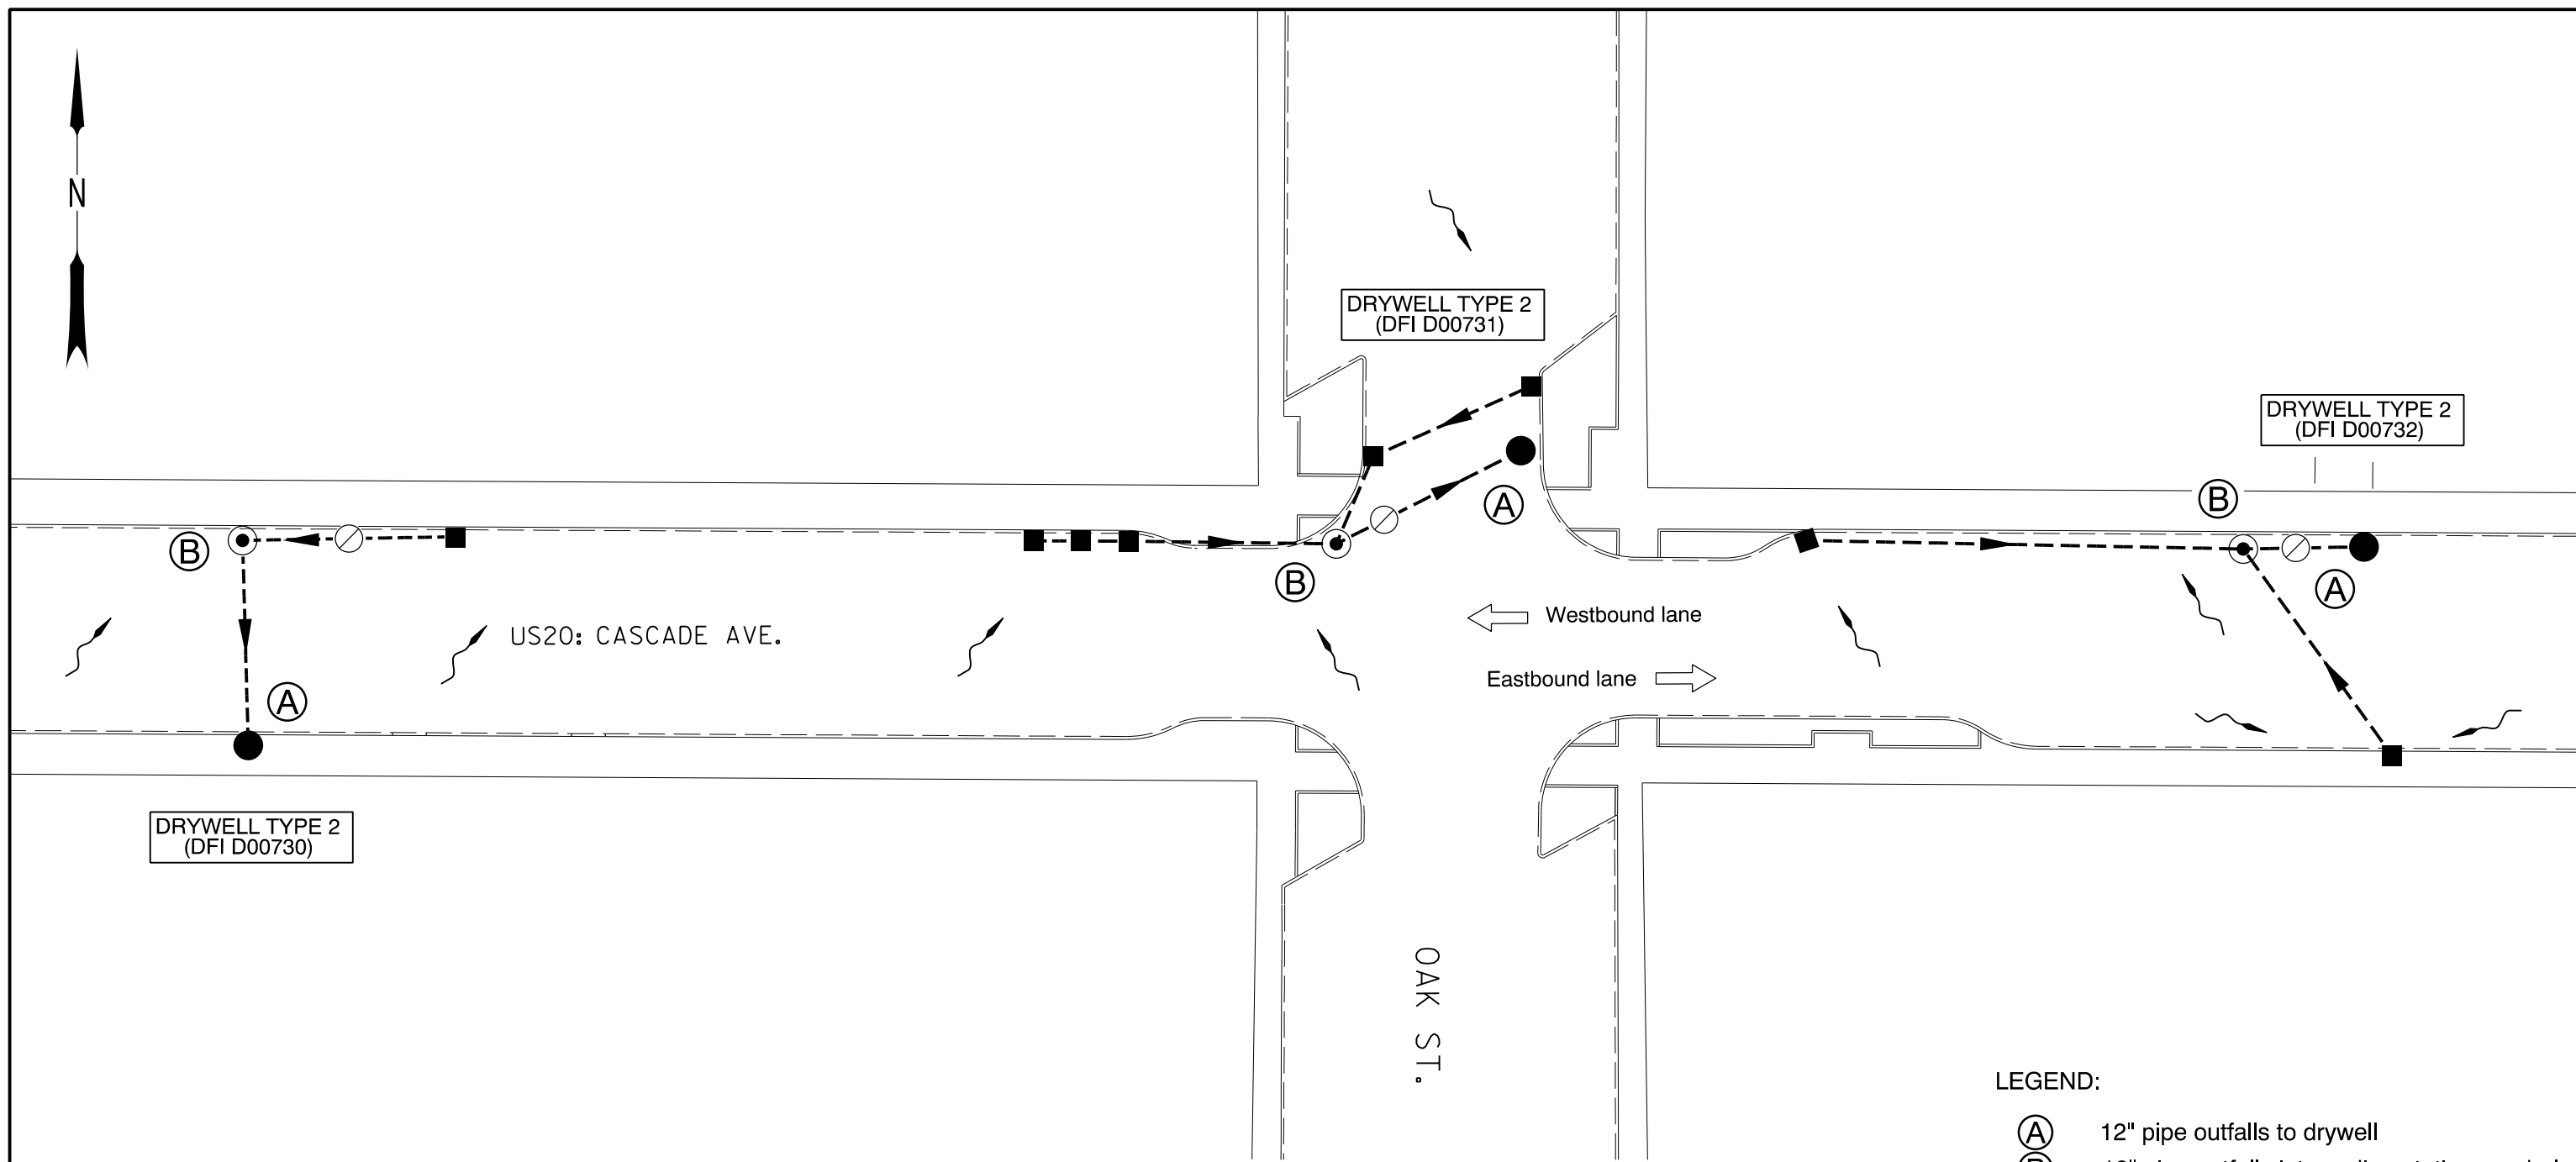 N
DRYWELL TYPE 2
(DFI D00731)
DRYWELL TYPE 2
(DFI D00732)
B
A
B
B
A
Westbound lane
US20: CASCADE AVE.
Eastbound lane
A
DRYWELL TYPE 2
(DFI D00730)
OAK ST.
LEGEND:
A 12" pipe outfalls to drywell